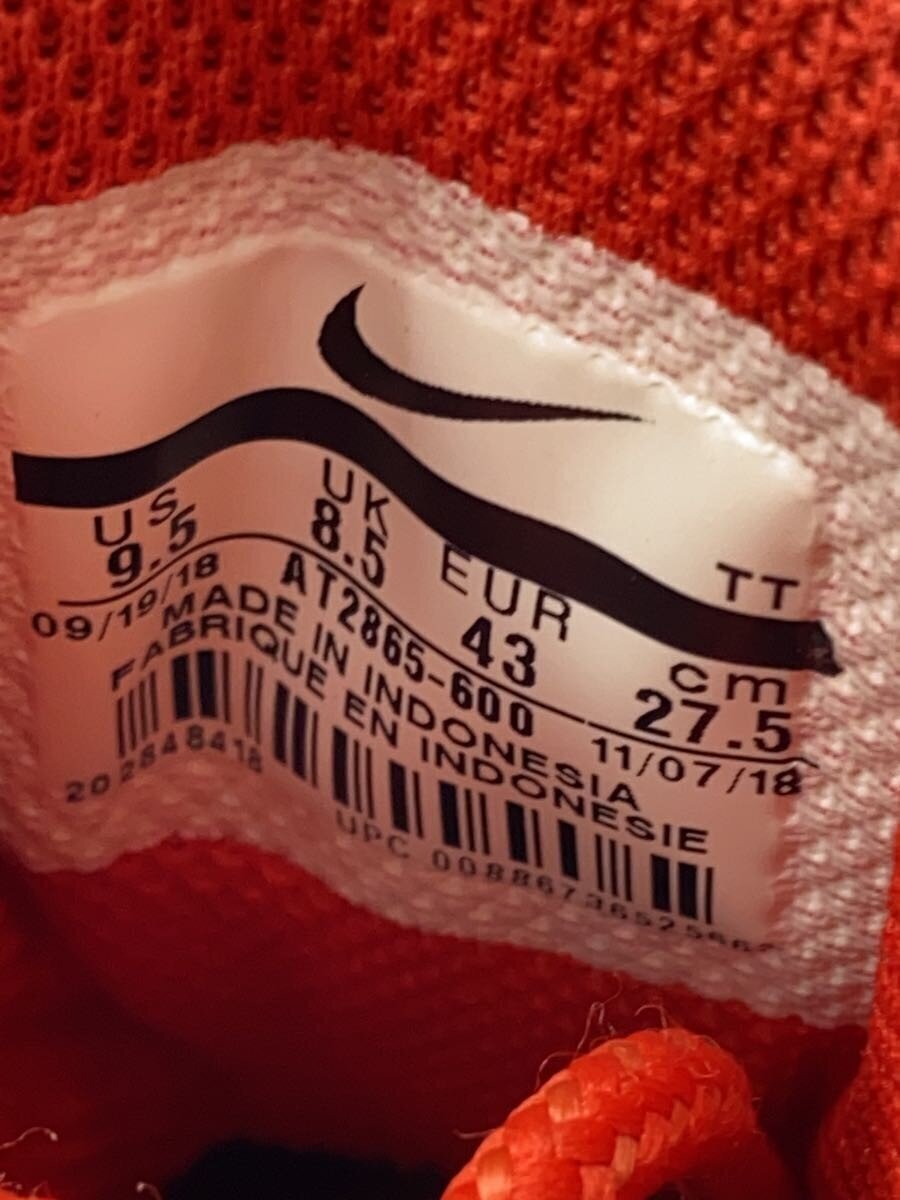 TT
US UK EUR cm
9.5 8.5 43 27.5
09/19/18 AT2865-600 11/07/18
MADE IN INDONESIA
FABRIQUE EN INDONESIE
2028484818
UPC